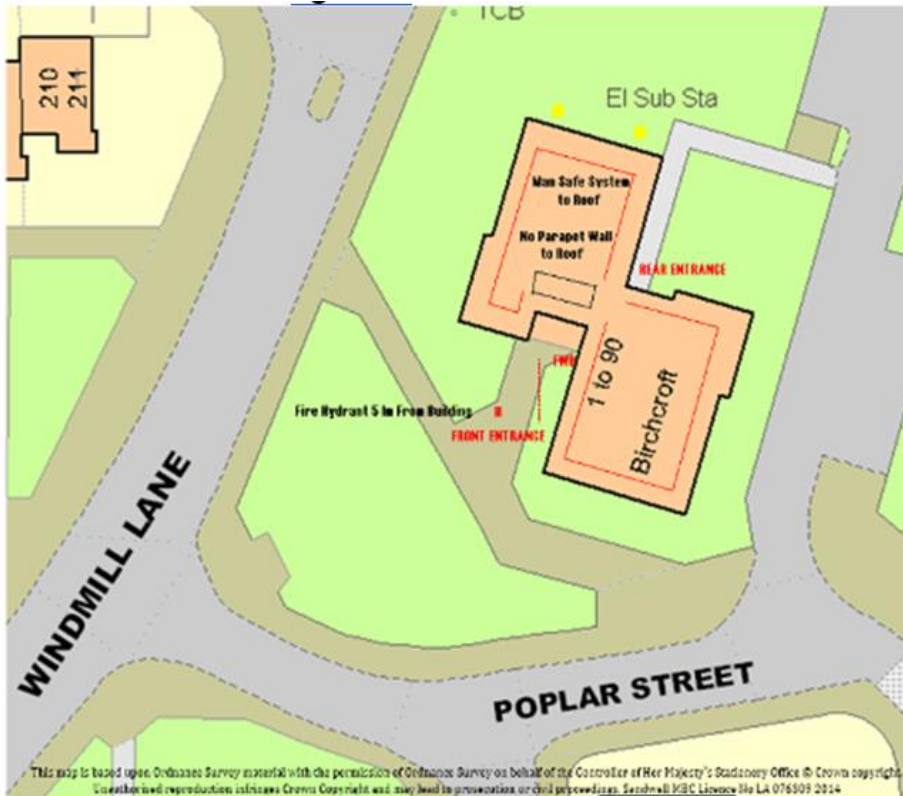 TCB
210
211
El Sub Sta
Man Safe System
to Roof
No Parapet Wall
to Roof
REAR ENTRANCE
1 to 90
Birchcroft
Fire Hydrant 5 m From Building
FRONT ENTRANCE
WINDMILL LANE
POPLAR STREET
This map is based upon Ordnance Survey material with the permission of Ordnance Survey on behalf of the Controller of Her Majesty's Stationery Office © Crown copyright.
Unauthorised reproduction infringes Crown Copyright and may lead to prosecution or civil proceedings. Sandwell MBC Licence No LA 076309 2014